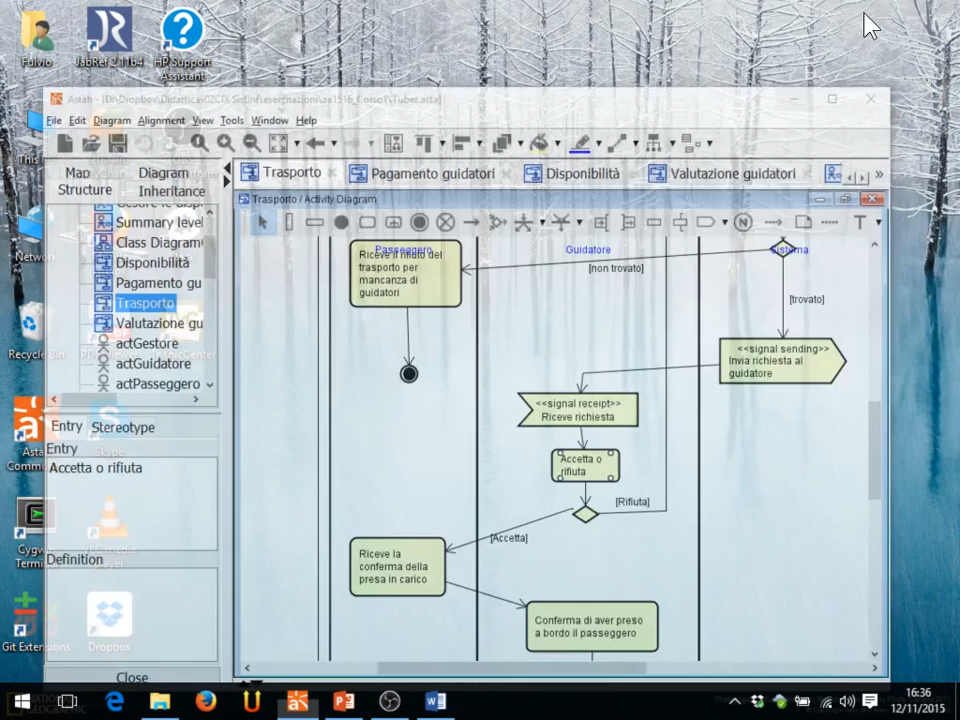 Fulvio
JabRef 2.11b4
HP Support
Assistant
Astah - [D:\Dropbox\Didattica\02CIX-SistInf\esercitazioni\aa1516_Corso1\Tuber.asta]
File Edit Diagram Alignment View Tools Window Help
Map
Structure
Diagram
Inheritance
Trasporto
Pagamento guidatori
Disponibilità
Valutazione guidatori
Trasporto / Activity Diagram
Summary level
Class Diagram
Disponibilità
Pagamento gu
Trasporto
Valutazione gu
actGestore
actGuidatore
actPasseggero
Network
Recycle Bin
Entry
Stereotype
Skype
Entry
Accetta o rifiuta
Definition
Git Extensions
Dropbox
Close
Passeggero
Guidatore
Sistema
Riceve il rifiuto del
trasporto per
mancanza di
guidatori
[non trovato]
[trovato]
<<signal sending>>
Invia richiesta al
guidatore
<<signal receipt>>
Riceve richiesta
Accetta o
rifiuta
[Rifiuta]
[Accetta]
Riceve la
conferma della
presa in carico
Conferma di aver preso
a bordo il passeggero
16:36
12/11/2015